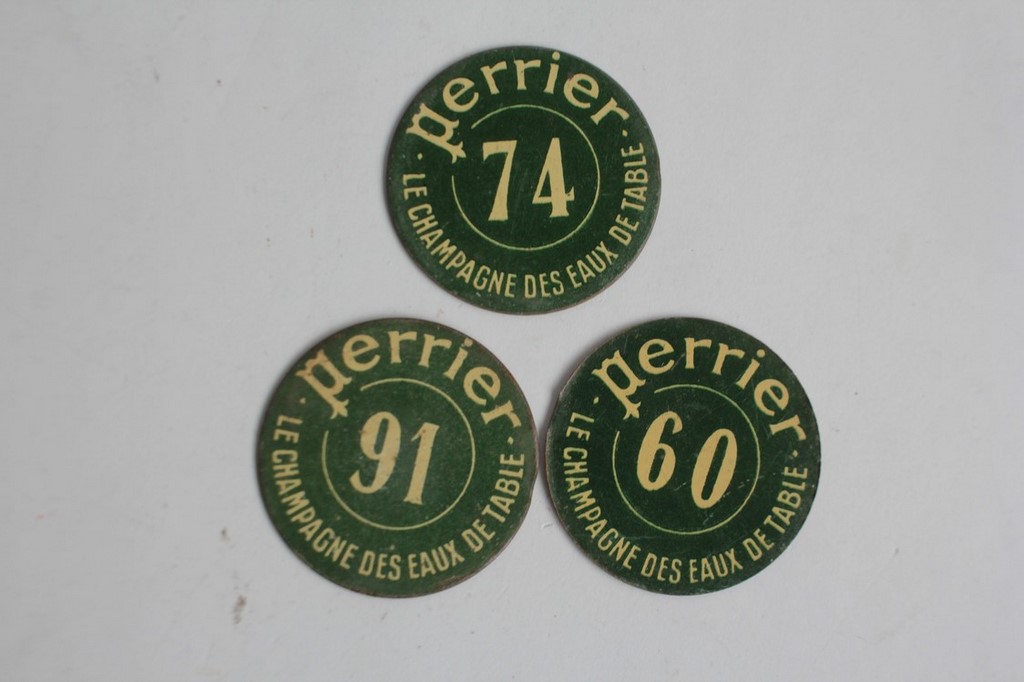 Perrier
74
· LE CHAMPAGNE DES EAUX DE TABLE ·
Perrier
91
· LE CHAMPAGNE DES EAUX DE TABLE ·
Perrier
60
· LE CHAMPAGNE DES EAUX DE TABLE ·